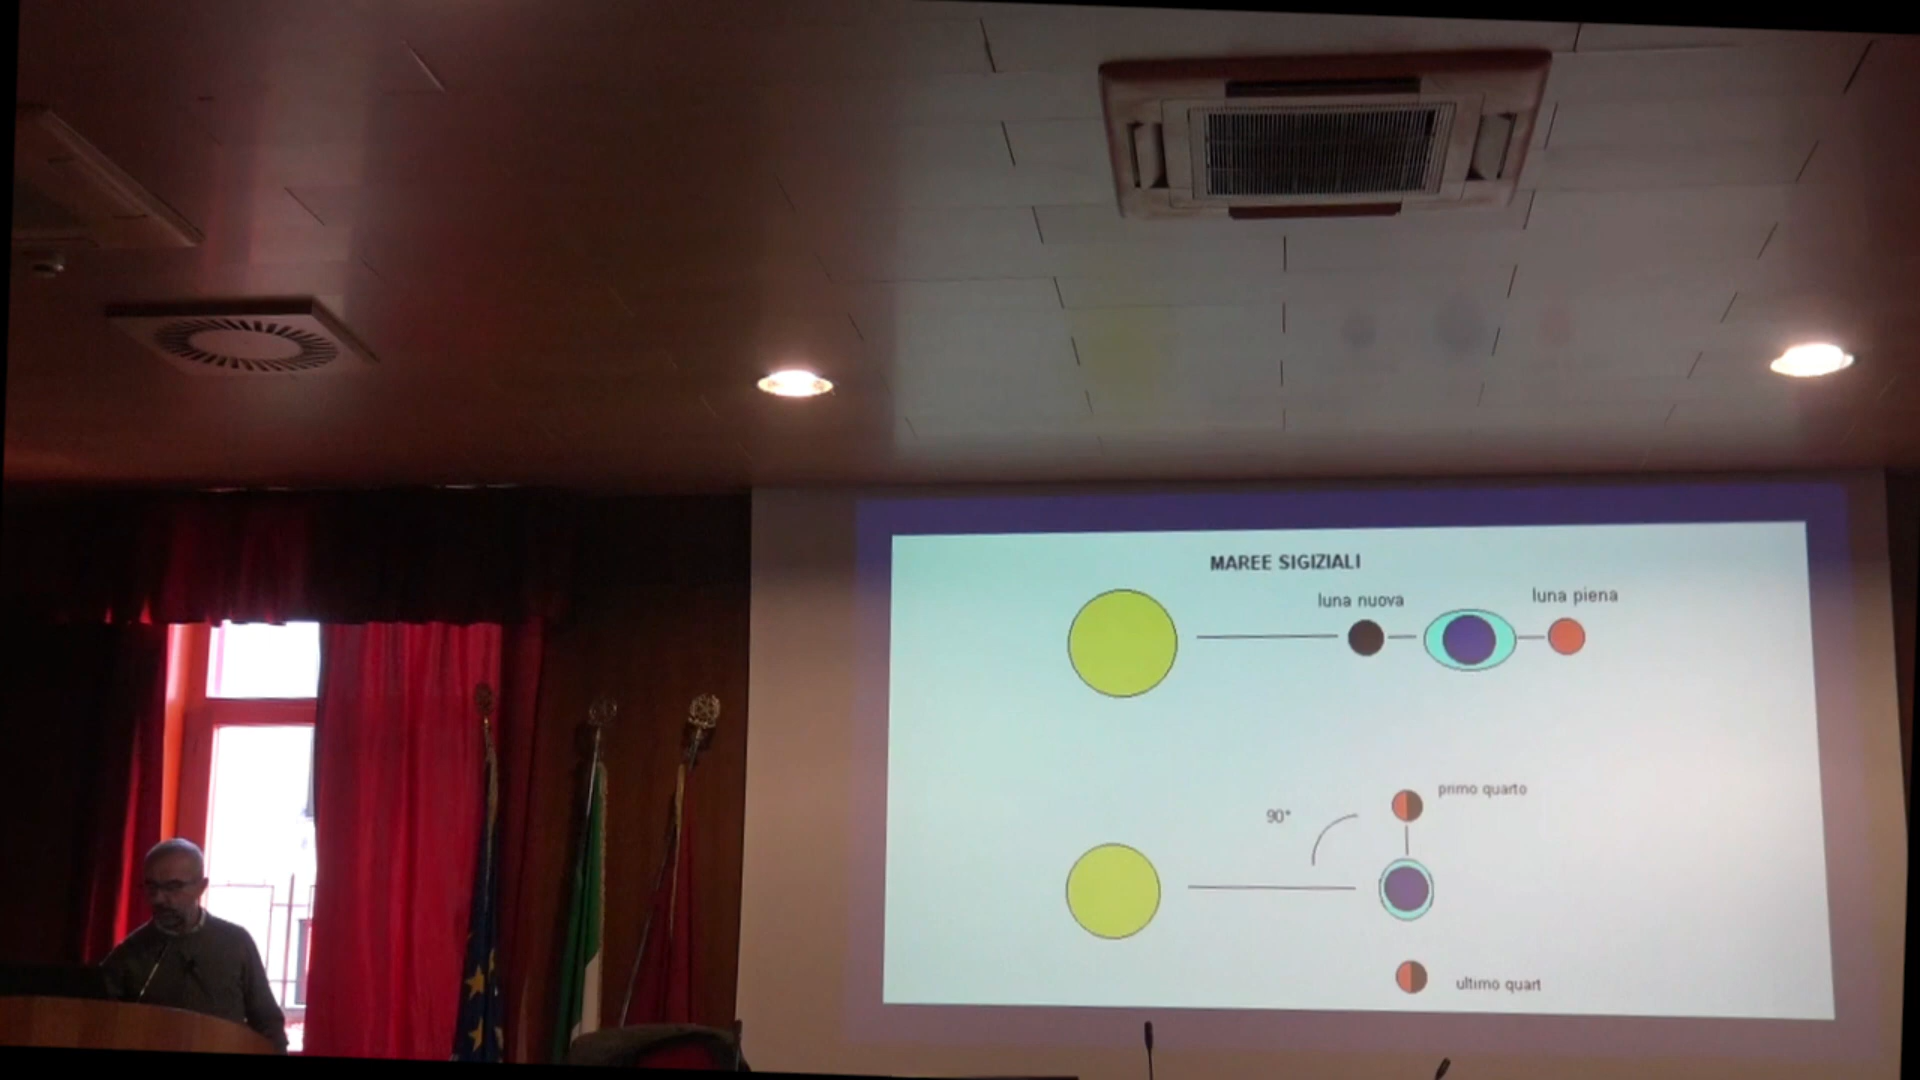 MAREE SIGIZIALI
luna nuova
luna piena
primo quarto
90°
ultimo quart